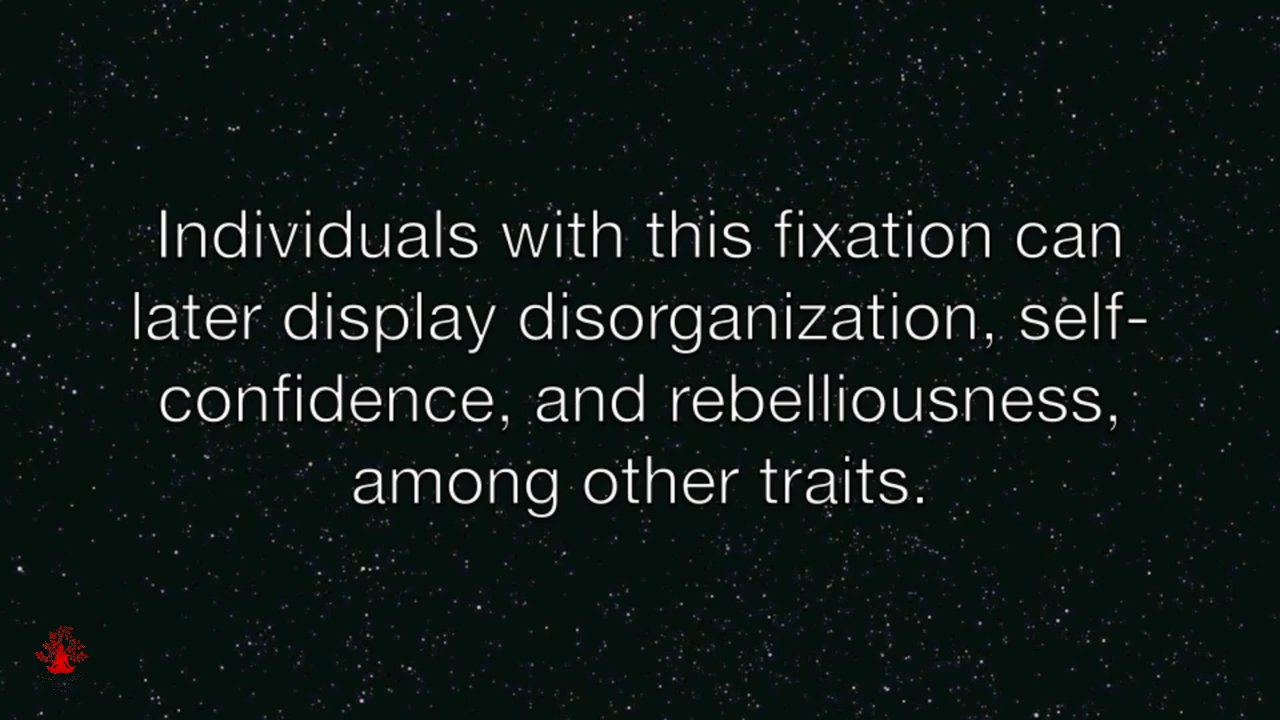 Individuals with this fixation can
later display disorganization, self-
confidence, and rebelliousness,
among other traits.